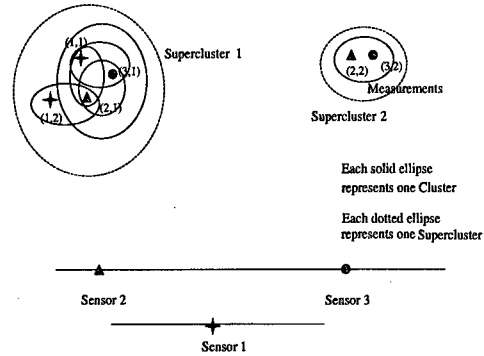 (1,1)
Supercluster 1
(3,1)
(2,1)
(1,2)
(2,2)
(3,2)
Measurements
Supercluster 2
Each solid ellipse
represents one Cluster
Each dotted ellipse
represents one Supercluster
Sensor 2
Sensor 3
Sensor 1